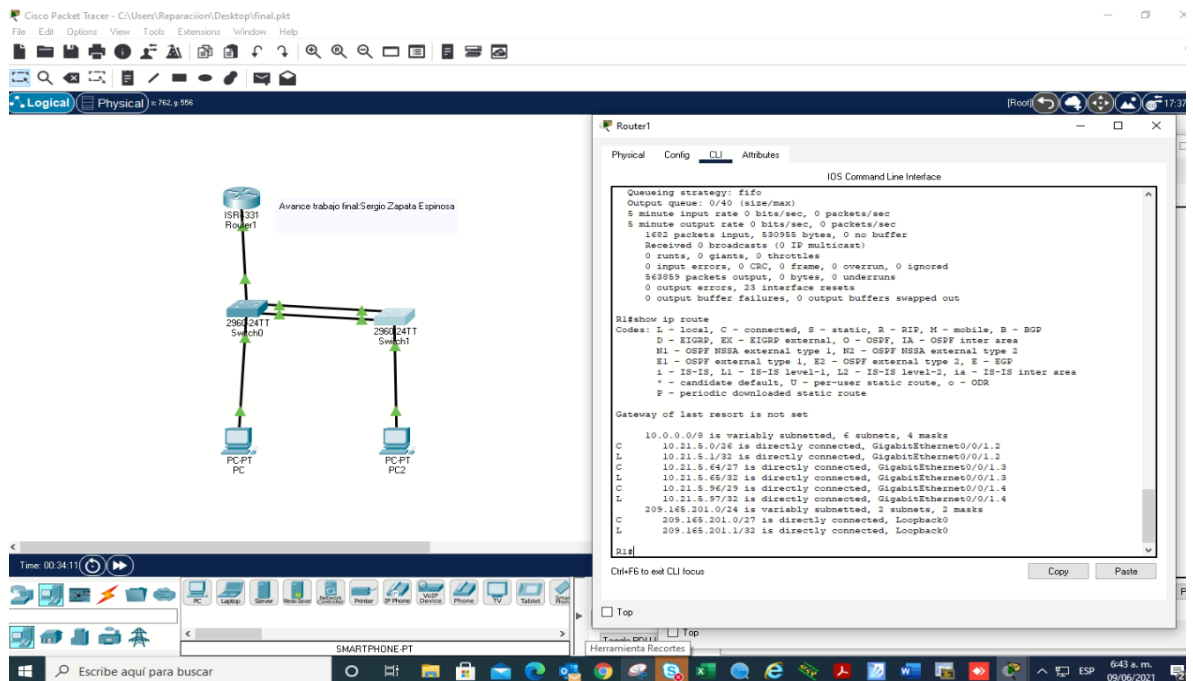 Cisco Packet Tracer - C:\Users\Reparaciíon\Desktop\final.pkt
File Edit Options View Tools Extensions Window Help
Logical Physical x: 762, y: 556
[Root] 17:37
ISR4331
Router1
Avance trabajo final:Sergio Zapata Espinosa
2960-24TT
Switch0
2960-24TT
Switch1
PC-PT
PC
PC-PT
PC2
Router1
Physical Config CLI Attributes
IOS Command Line Interface
Queueing strategy: fifo
Output queue: 0/40 (size/max)
5 minute input rate 0 bits/sec, 0 packets/sec
5 minute output rate 0 bits/sec, 0 packets/sec
1682 packets input, 530955 bytes, 0 no buffer
Received 0 broadcasts (0 IP multicast)
0 runts, 0 giants, 0 throttles
0 input errors, 0 CRC, 0 frame, 0 overrun, 0 ignored
563859 packets output, 0 bytes, 0 underruns
0 output errors, 23 interface resets
0 output buffer failures, 0 output buffers swapped out
R1#show ip route
Codes: L - local, C - connected, S - static, R - RIP, M - mobile, B - BGP
D - EIGRP, EX - EIGRP external, O - OSPF, IA - OSPF inter area
N1 - OSPF NSSA external type 1, N2 - OSPF NSSA external type 2
E1 - OSPF external type 1, E2 - OSPF external type 2, E - EGP
i - IS-IS, L1 - IS-IS level-1, L2 - IS-IS level-2, ia - IS-IS inter area
* - candidate default, U - per-user static route, o - ODR
P - periodic downloaded static route
Gateway of last resort is not set
10.0.0.0/8 is variably subnetted, 6 subnets, 4 masks
C 10.21.5.0/26 is directly connected, GigabitEthernet0/0/1.2
L 10.21.5.1/32 is directly connected, GigabitEthernet0/0/1.2
C 10.21.5.64/27 is directly connected, GigabitEthernet0/0/1.3
L 10.21.5.65/32 is directly connected, GigabitEthernet0/0/1.3
C 10.21.5.96/29 is directly connected, GigabitEthernet0/0/1.4
L 10.21.5.97/32 is directly connected, GigabitEthernet0/0/1.4
209.165.201.0/24 is variably subnetted, 2 subnets, 2 masks
C 209.165.201.0/27 is directly connected, Loopback0
L 209.165.201.1/32 is directly connected, Loopback0
R1#
Ctrl+F6 to exit CLI focus
Copy Paste
Top
Top
Time: 00:34:11
PC Laptop Server Printer IP Phone VoIP Device Phone TV Tablet
SMARTPHONE-PT
Herramienta Recortes
Escribe aquí para buscar
ESP
6:43 a. m.
09/06/2021